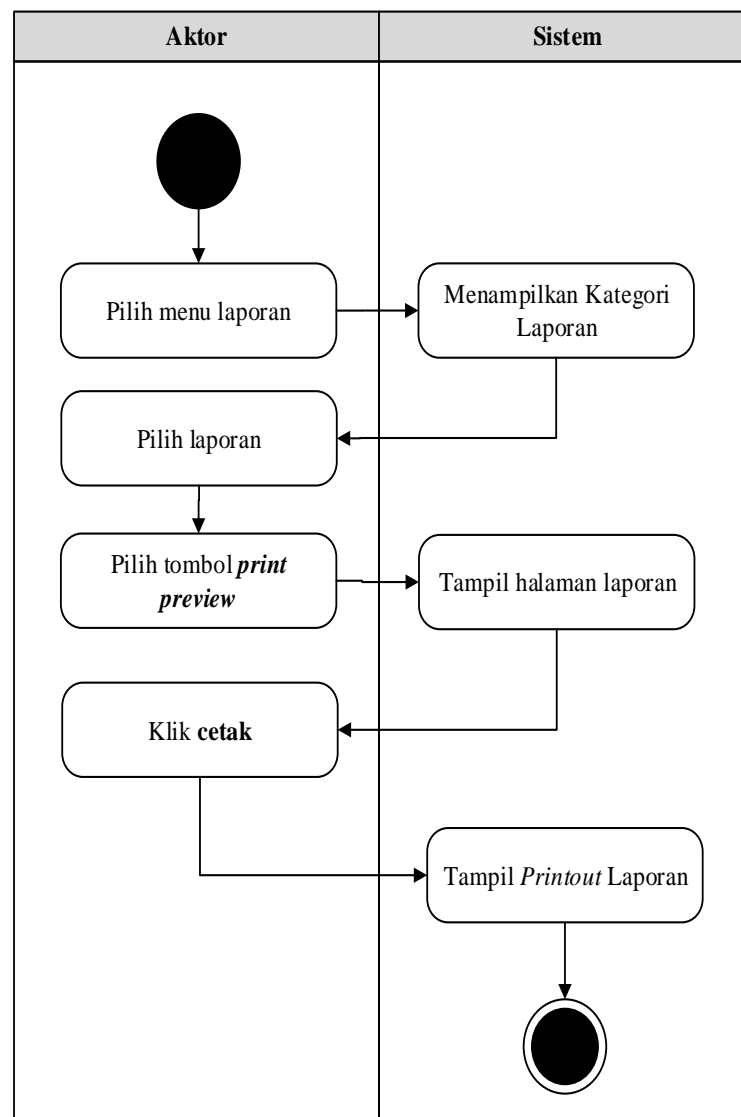 Aktor
Sistem
Pilih menu laporan
Menampilkan Kategori
Laporan
Pilih laporan
Pilih tombol print
preview
Tampil halaman laporan
Klik cetak
Tampil Printout Laporan